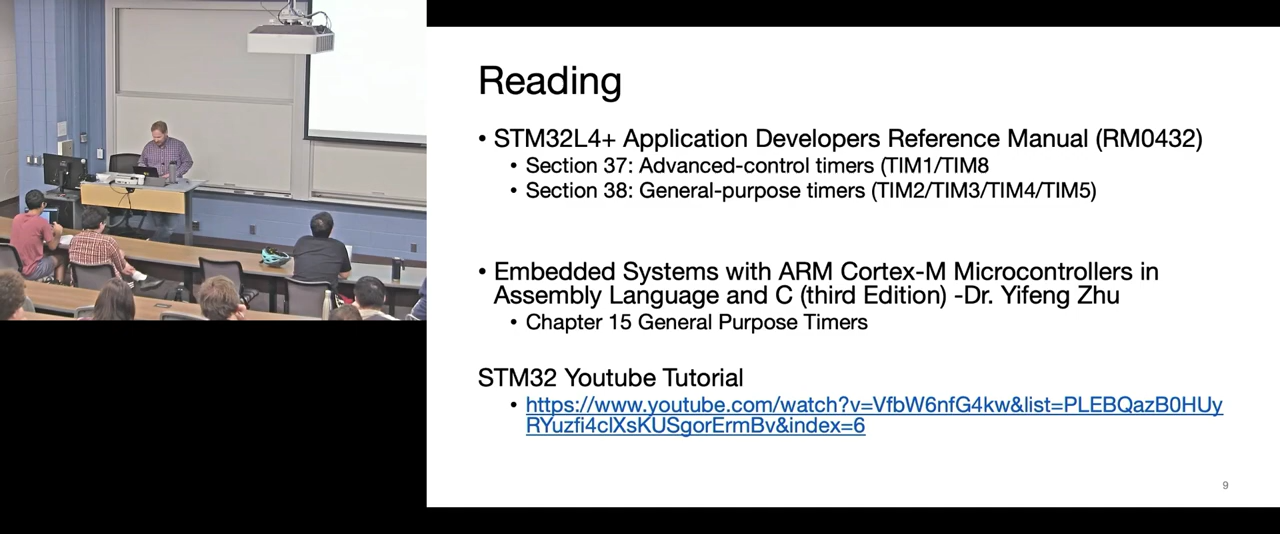 Reading
• STM32L4+ Application Developers Reference Manual (RM0432)
• Section 37: Advanced-control timers (TIM1/TIM8
• Section 38: General-purpose timers (TIM2/TIM3/TIM4/TIM5)
• Embedded Systems with ARM Cortex-M Microcontrollers in
Assembly Language and C (third Edition) -Dr. Yifeng Zhu
• Chapter 15 General Purpose Timers
STM32 Youtube Tutorial
• https://www.youtube.com/watch?v=VfbW6nfG4kw&list=PLEBQazB0HUy
RYuzfi4clXsKUSgorErmBv&index=6
9